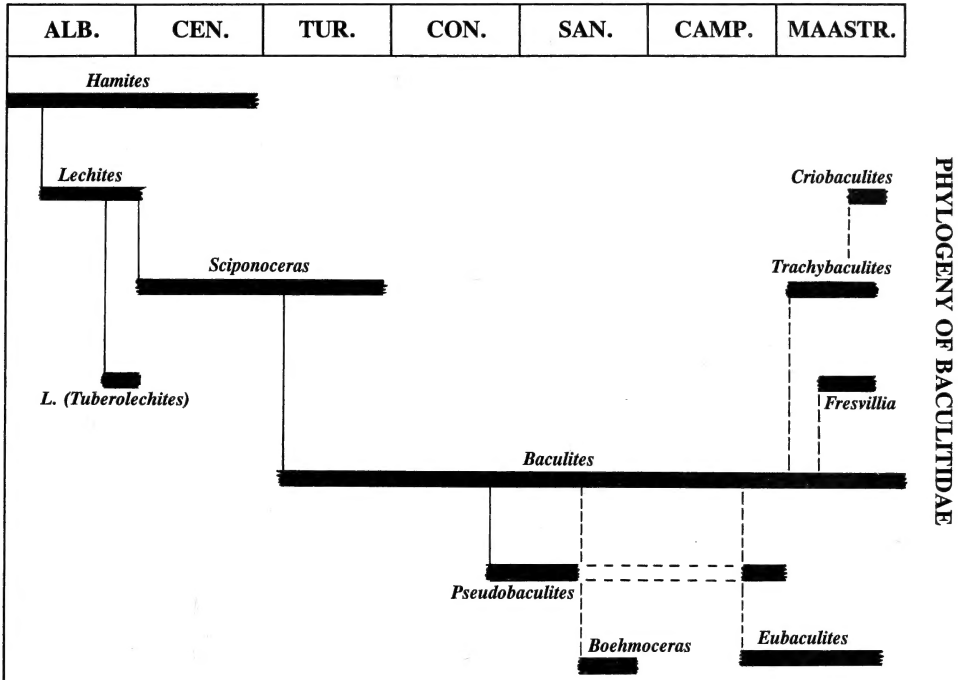 ALB. CEN. TUR. CON. SAN. CAMP. MAASTR.
Hamites
Lechites
Criobaculites
Sciponoceras
Trachybaculites
L. (Tuberolechites)
Fresvillia
Baculites
Pseudobaculites
Boehmoceras
Eubaculites
PHYLOGENY OF BACULITIDAE